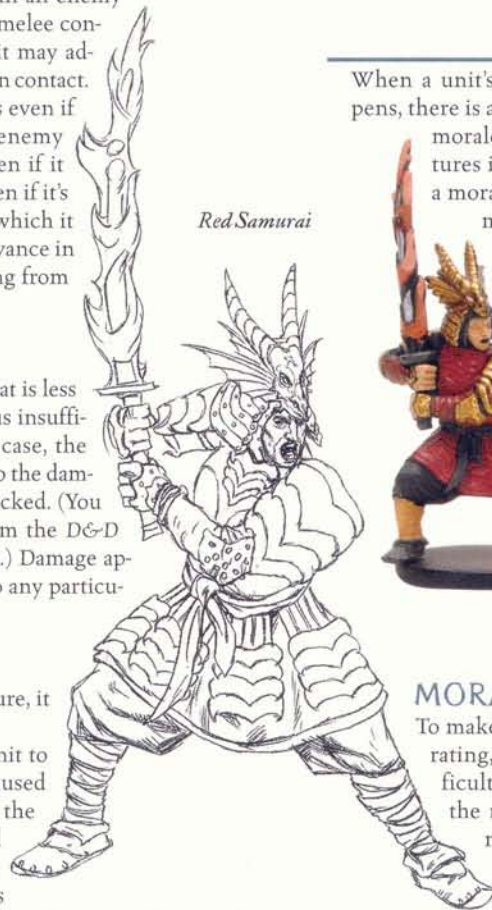 melee con-
it may ad-
n contact.
s even if
enemy
en if it
en if it's
which it
vance in
g from
at is less
us insuffi-
case, the
o the dam-
cked. (You
m the D&D
.) Damage ap-
o any particu-
ure, it
nit to
used
the
s
Red Samurai
When a unit's
pens, there is a
morale
tures i
a mora
MORA
To make
rating,
ficult
the